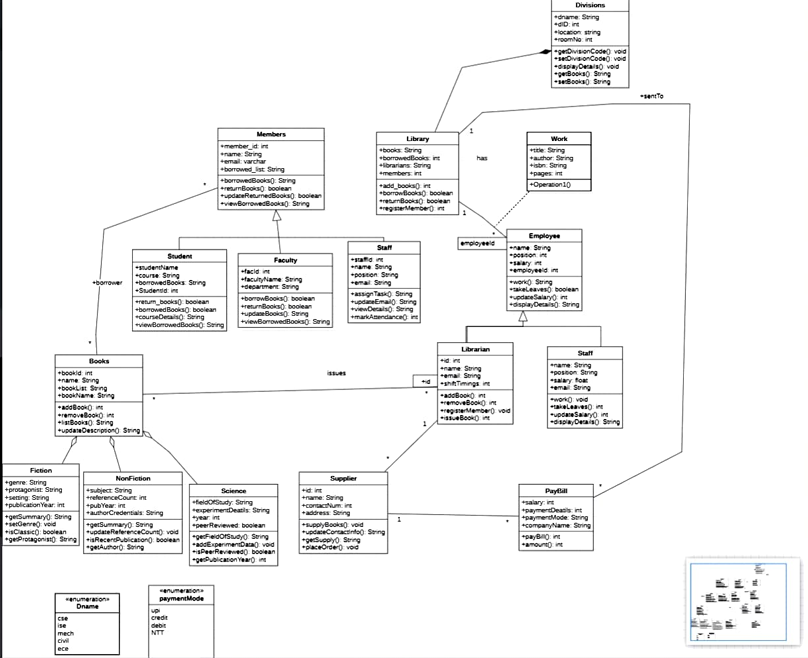 Divisions
+dname: String
+dID: int
+location: string
+roomNo: int
+getDivisionCode() void
+setDivisionCode() void
+displayDetails() void
+getBooks() String
+setBooks() String
+sentTo
Members
+member_id: int
+name: String
+email: varchar
+borrowed_list: String
+borrowedBooks(): String
+returnBooks(): boolean
+updateReturnedBooks(): boolean
+viewBorrowedBooks(): String
Library
+books: String
+borrowedBooks: int
+librarians: String
+members: int
+add_books(): int
+borrowBooks(): boolean
+returnBooks(): boolean
+registerMember(): int
1
has
Work
+title: String
+author: String
+isbn: String
+pages: int
+Operation1()
*
1
*
employeeId
Employee
+name: String
+position: int
+salary: int
+employeeId: int
+work(): String
+takeLeaves(): boolean
+updateSalary(): int
+displayDetails(): String
Student
+studentName
+course: String
+borrowedBooks: String
+StudentId: int
+return_books(): boolean
+borrowedBooks(): boolean
+courseDetails(): String
+viewBorrowedBooks(): String
Faculty
+facId: int
+facultyName: String
+department: String
+borrowBooks(): boolean
+returnBooks(): boolean
+updateBooks(): boolean
+viewBorrowedBooks(): String
Staff
+staffId: int
+name: String
+position: String
+email: String
+assignTask(): String
+updateEmail(): String
+viewDetails(): String
+markAttendance(): int
+borrower
*
Books
+bookId: int
+name: String
+bookList: String
+bookName: String
+addBook(): int
+removeBook(): int
+listBooks(): String
+updateDescription(): String
*
issues
+id
*
Librarian
+id: int
+name: String
+email: String
+shiftTimings: int
+addBook(): int
+removeBook(): int
+registerMember(): void
+issueBook(): int
1
Staff
+name: String
+position: String
+salary: float
+email: String
+work(): void
+takeLeaves(): int
+updateSalary(): int
+displayDetails(): String
Fiction
+genre: String
+protagonist: String
+setting: String
+publicationYear: int
+getSummary(): String
+setGenre(): void
+isClassic(): boolean
+getProtagonist(): String
NonFiction
+subject: String
+referenceCount: int
+pubYear: int
+authorCredentials: String
+getSummary(): String
+updateReferenceCount(): void
+isRecentPublication(): boolean
+getAuthor(): String
Science
+fieldOfStudy: String
+experimentDeatils: String
+year: int
+peerReviewed: boolean
+getFieldOfStudy(): String
+addExperimentData(): void
+isPeerReviewed(): boolean
+getPublicationYear(): int
*
Supplier
+id: int
+name: String
+contactNum: int
+address: String
+supplyBooks(): void
+updateContactInfo(): String
+getSupply(): String
+placeOrder(): void
1
*
*
PayBill
+salary: int
+paymentDeatils: int
+paymentMode: String
+companyName: String
+payBill(): int
+amount(): int
«enumeration»
Dname
cse
ise
mech
civil
ece
«enumeration»
paymentMode
upi
credit
debit
NTT